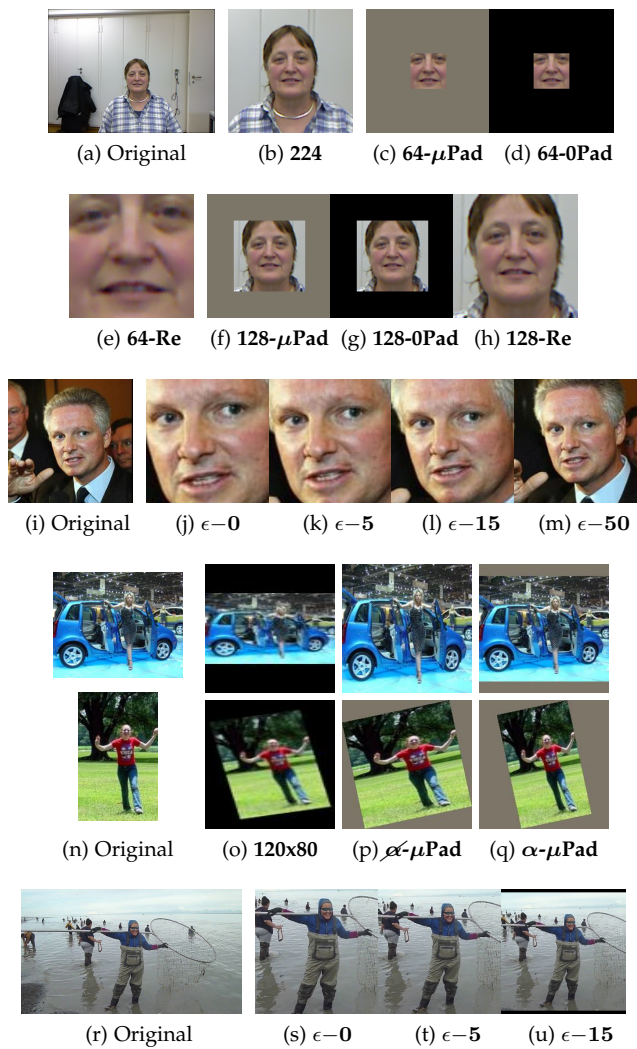 (a) Original (b) 224 (c) 64-μPad (d) 64-0Pad
(e) 64-Re (f) 128-μPad (g) 128-0Pad (h) 128-Re
(i) Original (j) ϵ−0 (k) ϵ−5 (l) ϵ−15 (m) ϵ−50
(n) Original (o) 120x80 (p) α̸-μPad (q) α-μPad
(r) Original (s) ϵ−0 (t) ϵ−5 (u) ϵ−15